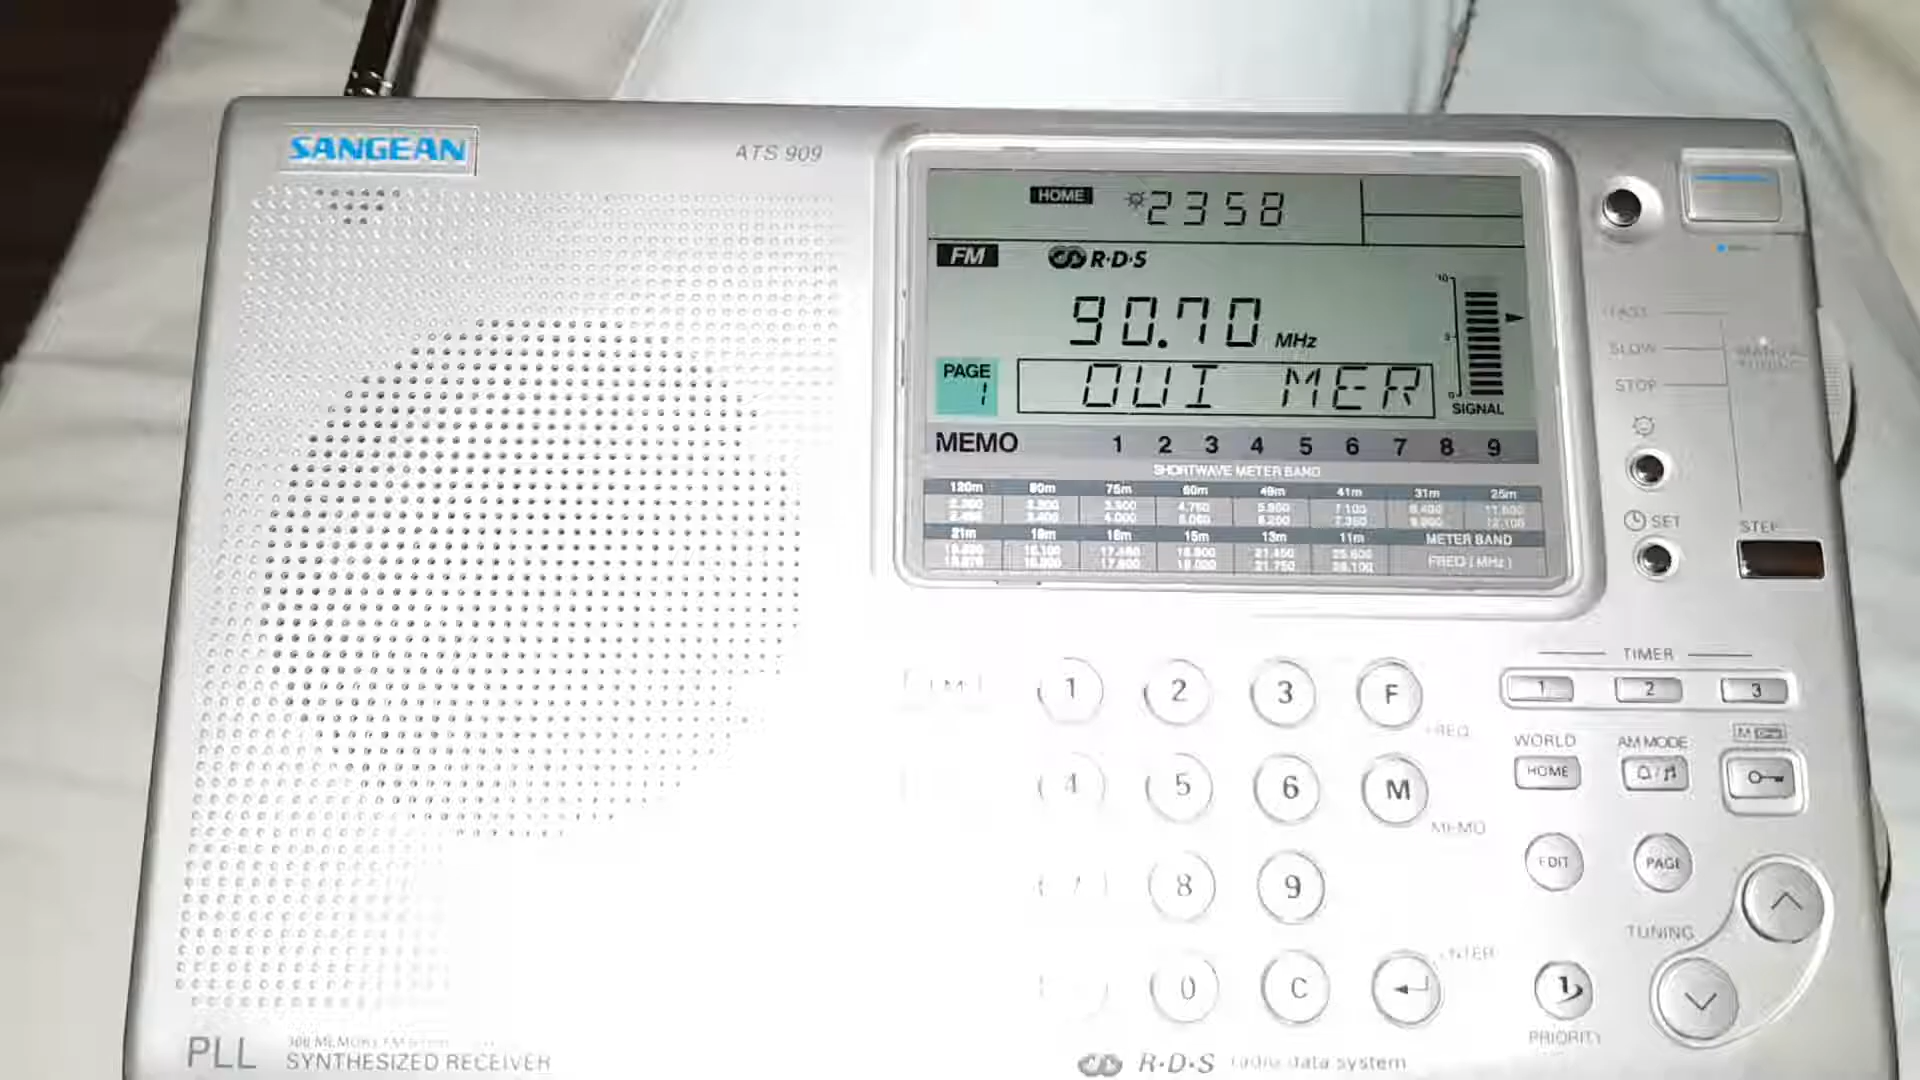 SANGEAN
ATS 909
HOME 2358
FM R·D·S
90.70 MHz
PAGE 1
OUI MER
SIGNAL
MEMO 1 2 3 4 5 6 7 8 9
SHORTWAVE METER BAND
120m 90m 75m 60m 49m 41m 31m 25m
21m 19m 16m 15m 13m 11m METER BAND
FREQ ( MHz )
SLOW
STOP
MANUAL TUNING
SET
STEP
TIMER
1 2 3
1 2 3 F
FREQ
WORLD AM MODE M
HOME
4 5 6 M
MEMO
EDIT PAGE
7 8 9
TUNING
0 C
ENTER
PRIORITY
PLL
SYNTHESIZED RECEIVER
R·D·S radio data system